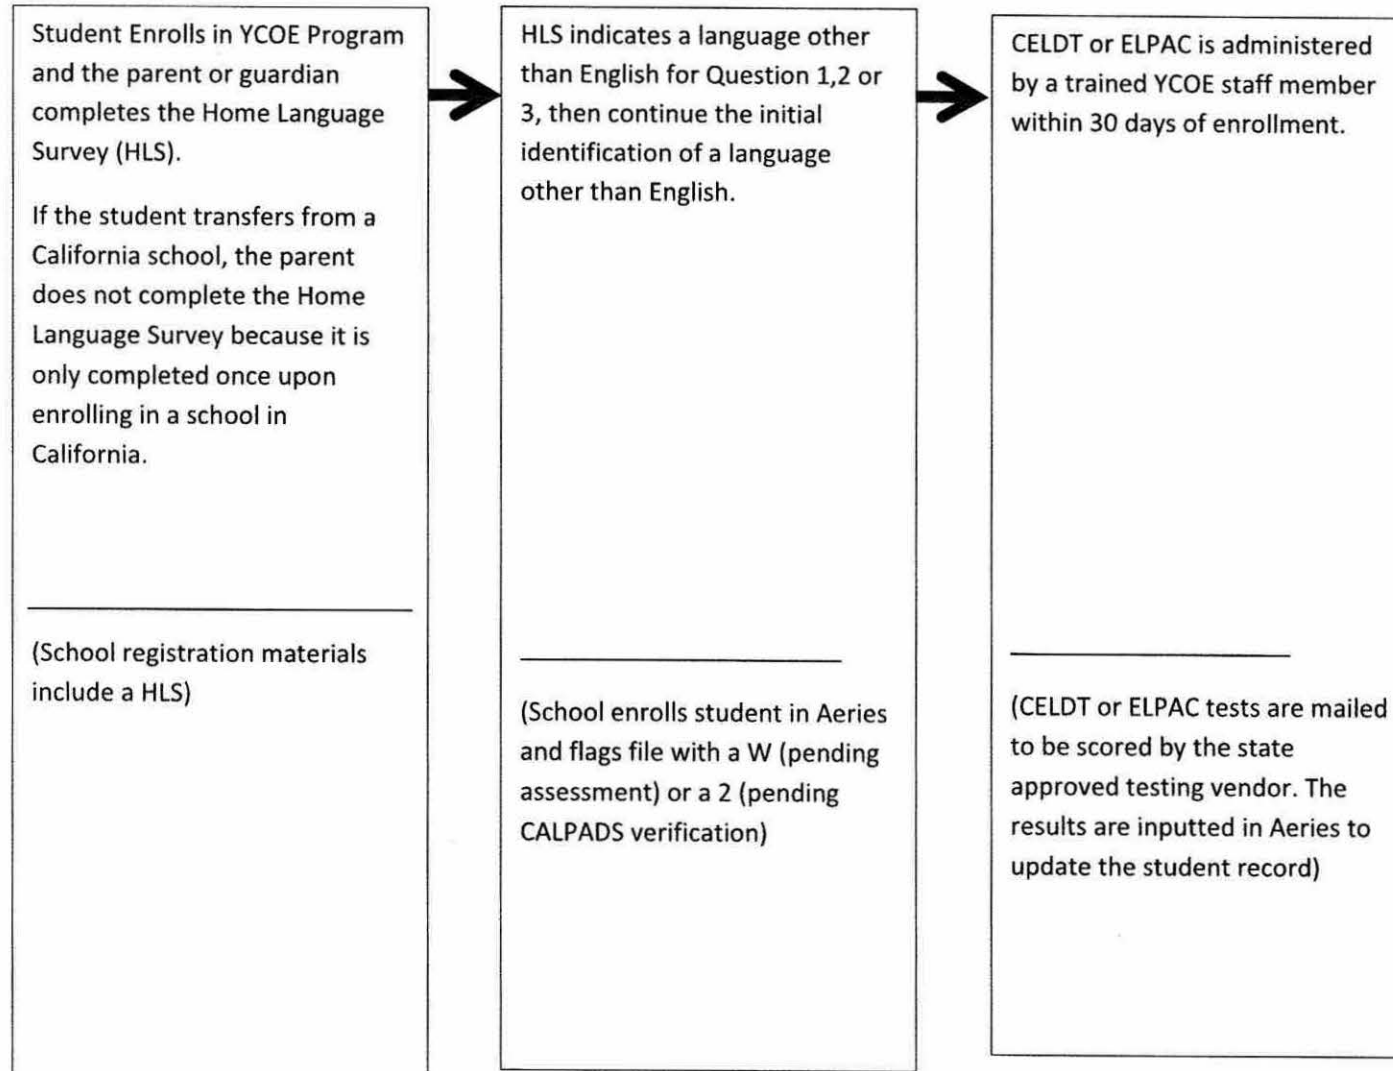 Student Enrolls in YCOE Program
and the parent or guardian
completes the Home Language
Survey (HLS).
If the student transfers from a
California school, the parent
does not complete the Home
Language Survey because it is
only completed once upon
enrolling in a school in
California.
(School registration materials
include a HLS)
HLS indicates a language other
than English for Question 1,2 or
3, then continue the initial
identification of a language
other than English.
(School enrolls student in Aeries
and flags file with a W (pending
assessment) or a 2 (pending
CALPADS verification)
CELDT or ELPAC is administered
by a trained YCOE staff member
within 30 days of enrollment.
(CELDT or ELPAC tests are mailed
to be scored by the state
approved testing vendor. The
results are inputted in Aeries to
update the student record)